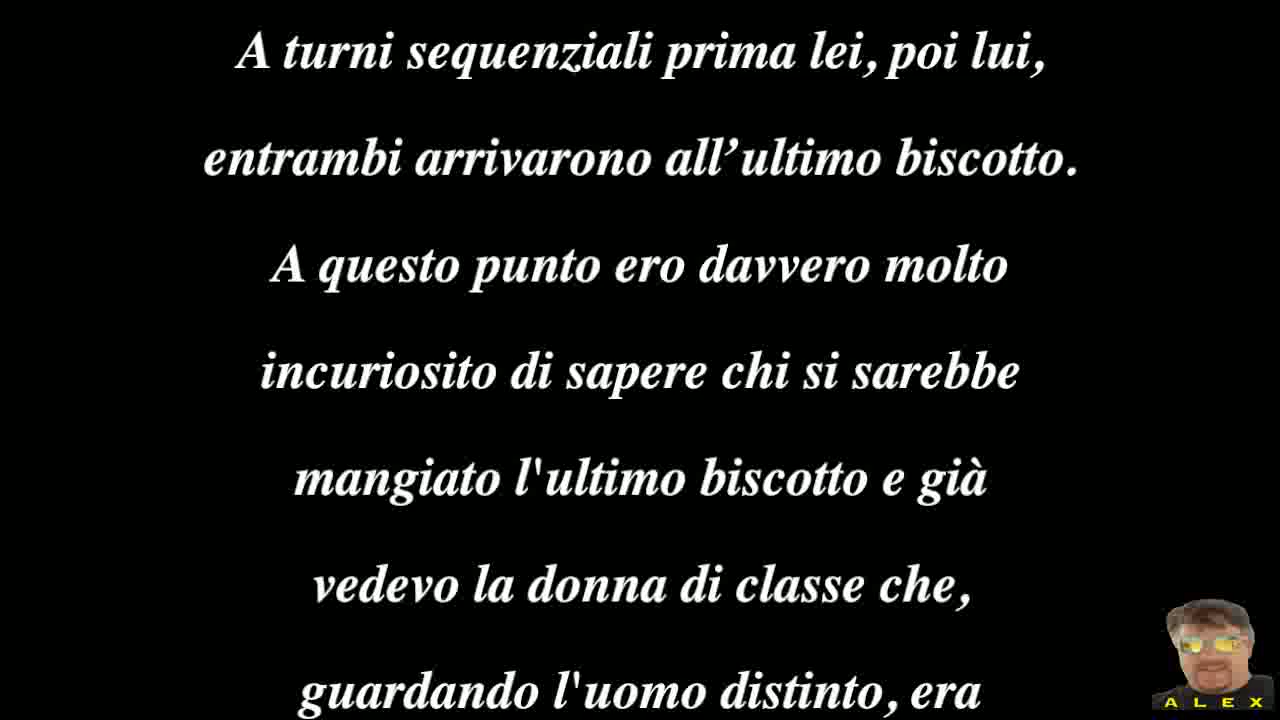 A turni sequenziali prima lei, poi lui,
entrambi arrivarono all’ultimo biscotto.
A questo punto ero davvero molto
incuriosito di sapere chi si sarebbe
mangiato l'ultimo biscotto e già
vedevo la donna di classe che,
guardando l'uomo distinto, era
ALEX